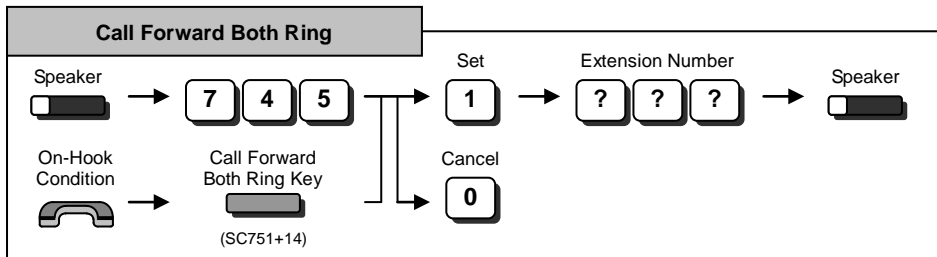 Call Forward Both Ring
Speaker
7 4 5
Set
1
Extension Number
? ? ?
Speaker
On-Hook
Condition
Call Forward
Both Ring Key
(SC751+14)
Cancel
0